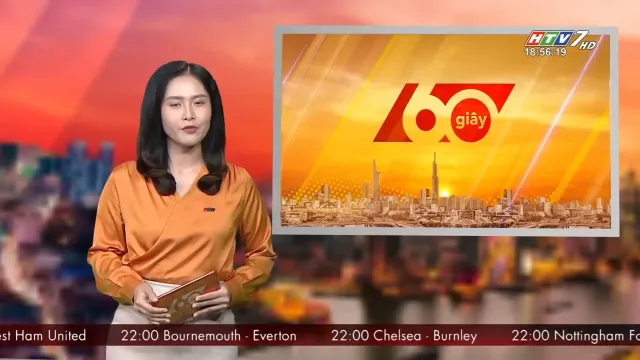 HTV7 HD
18:56:19
60 giây
est Ham United 22:00 Bournemouth - Everton 22:00 Chelsea - Burnley 22:00 Nottingham Fo